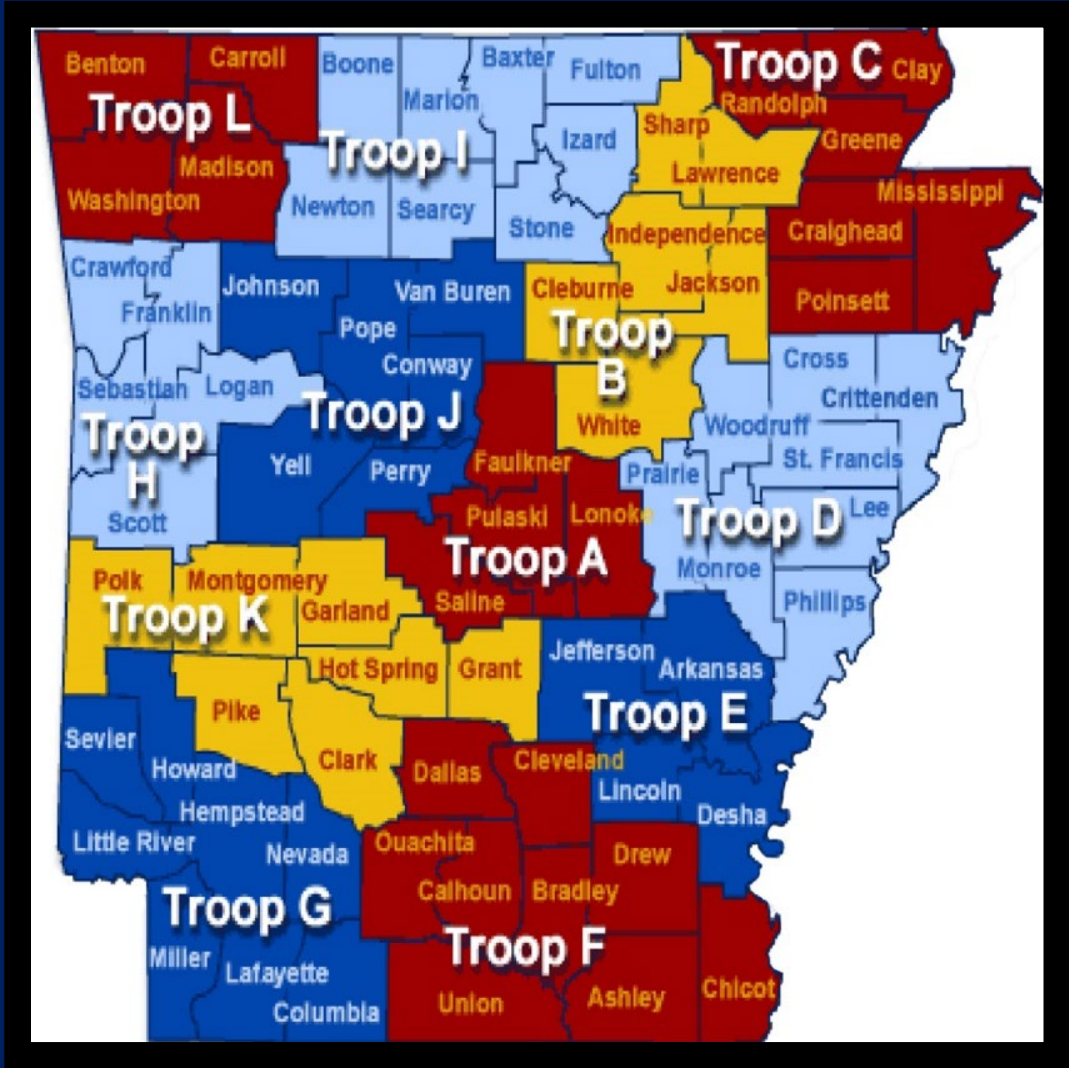 Benton
Carroll
Boone
Baxter
Fulton
Troop C
Clay
Marion
Randolph
Troop L
Sharp
Izard
Greene
Troop I
Madison
Lawrence
Washington
Newton
Searcy
Mississippi
Stone
Independence
Craighead
Crawford
Johnson
Van Buren
Cleburne
Jackson
Poinsett
Franklin
Pope
Troop
B
Conway
Cross
Sebastian
Logan
Crittenden
Troop J
White
Woodruff
Troop
H
Yell
Perry
Faulkner
Prairie
St. Francis
Scott
Pulaski
Lonoke
Troop D
Lee
Troop A
Polk
Montgomery
Monroe
Garland
Saline
Phillips
Troop K
Hot Spring
Grant
Jefferson
Arkansas
Pike
Troop E
Sevier
Howard
Clark
Dallas
Cleveland
Lincoln
Hempstead
Desha
Little River
Nevada
Ouachita
Drew
Calhoun
Bradley
Troop G
Troop F
Miller
Lafayette
Columbia
Union
Ashley
Chicot